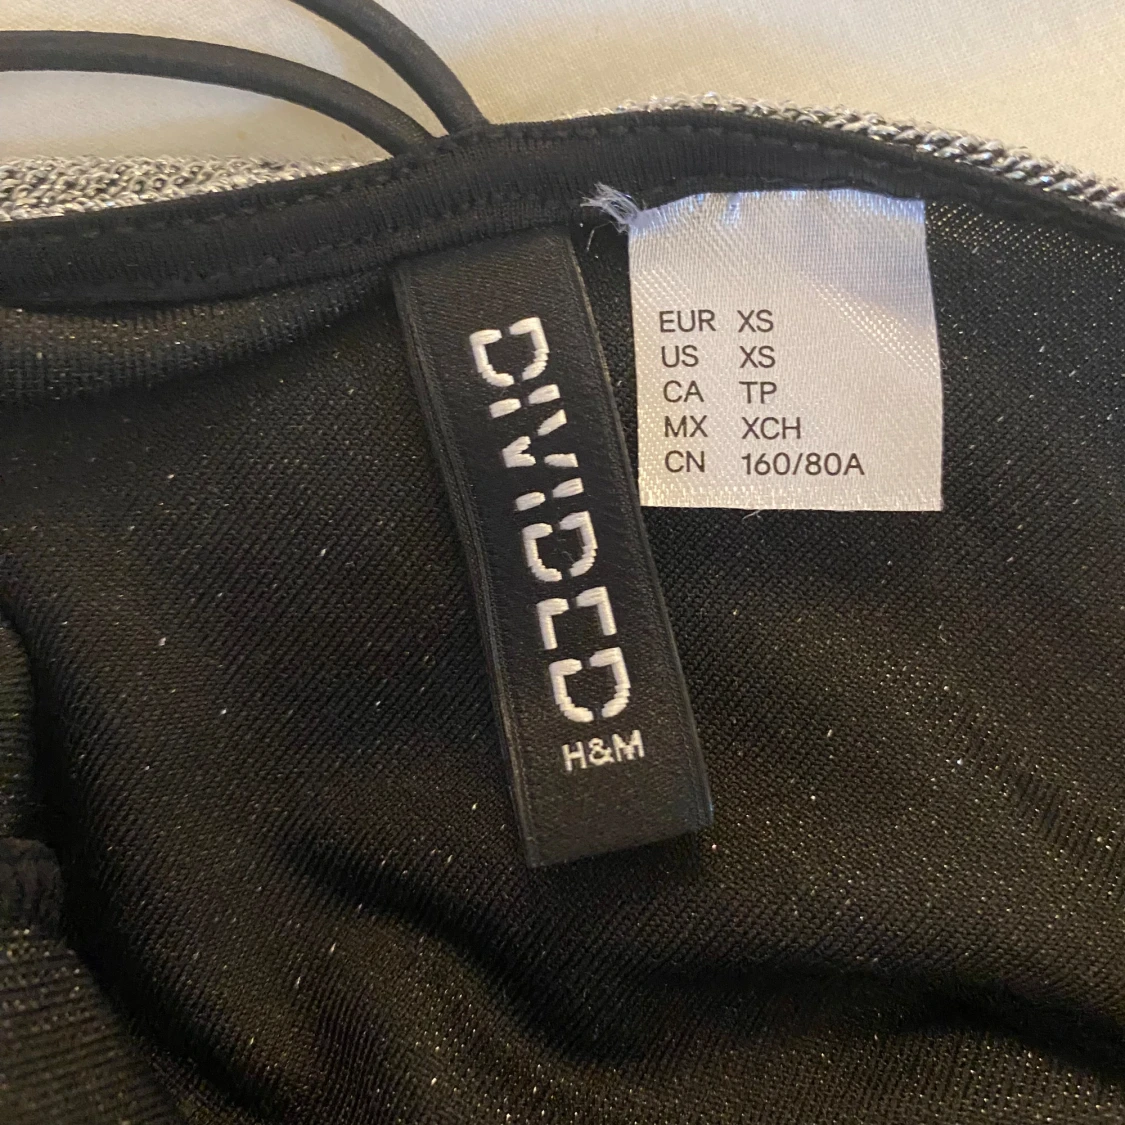 DIVIDED
H&M
EUR XS
US XS
CA TP
MX XCH
CN 160/80A